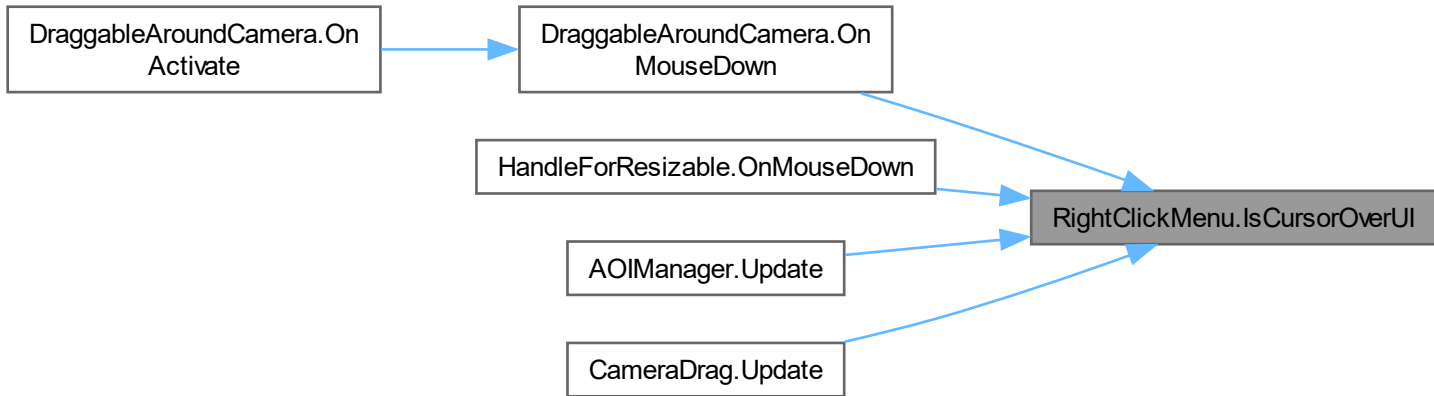 DraggableAroundCamera.On
Activate
DraggableAroundCamera.On
MouseDown
HandleForResizable.OnMouseDown
RightClickMenu.IsCursorOverUI
AOIManager.Update
CameraDrag.Update